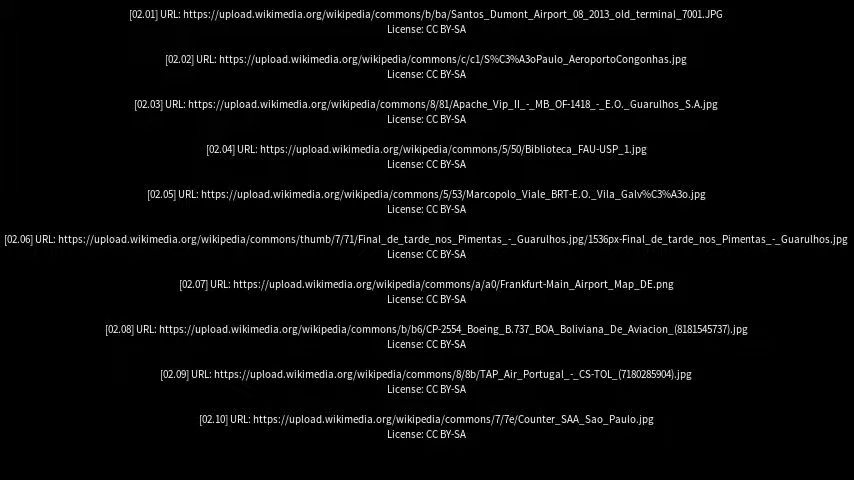 [02.01] URL: https://upload.wikimedia.org/wikipedia/commons/b/ba/Santos_Dumont_Airport_08_2013_old_terminal_7001.JPG
License: CC BY-SA
[02.02] URL: https://upload.wikimedia.org/wikipedia/commons/c/c1/S%C3%A3oPaulo_AeroportoCongonhas.jpg
License: CC BY-SA
[02.03] URL: https://upload.wikimedia.org/wikipedia/commons/8/81/Apache_Vip_II_-_MB_OF-1418_-_E.O._Guarulhos_S.A.jpg
License: CC BY-SA
[02.04] URL: https://upload.wikimedia.org/wikipedia/commons/5/50/Biblioteca_FAU-USP_1.jpg
License: CC BY-SA
[02.05] URL: https://upload.wikimedia.org/wikipedia/commons/5/53/Marcopolo_Viale_BRT-E.O._Vila_Galv%C3%A3o.jpg
License: CC BY-SA
[02.06] URL: https://upload.wikimedia.org/wikipedia/commons/thumb/7/71/Final_de_tarde_nos_Pimentas_-_Guarulhos.jpg/1536px-Final_de_tarde_nos_Pimentas_-_Guarulhos.jpg
License: CC BY-SA
[02.07] URL: https://upload.wikimedia.org/wikipedia/commons/a/a0/Frankfurt-Main_Airport_Map_DE.png
License: CC BY-SA
[02.08] URL: https://upload.wikimedia.org/wikipedia/commons/b/b6/CP-2554_Boeing_B.737_BOA_Boliviana_De_Aviacion_(8181545737).jpg
License: CC BY-SA
[02.09] URL: https://upload.wikimedia.org/wikipedia/commons/8/8b/TAP_Air_Portugal_-_CS-TOL_(7180285904).jpg
License: CC BY-SA
[02.10] URL: https://upload.wikimedia.org/wikipedia/commons/7/7e/Counter_SAA_Sao_Paulo.jpg
License: CC BY-SA